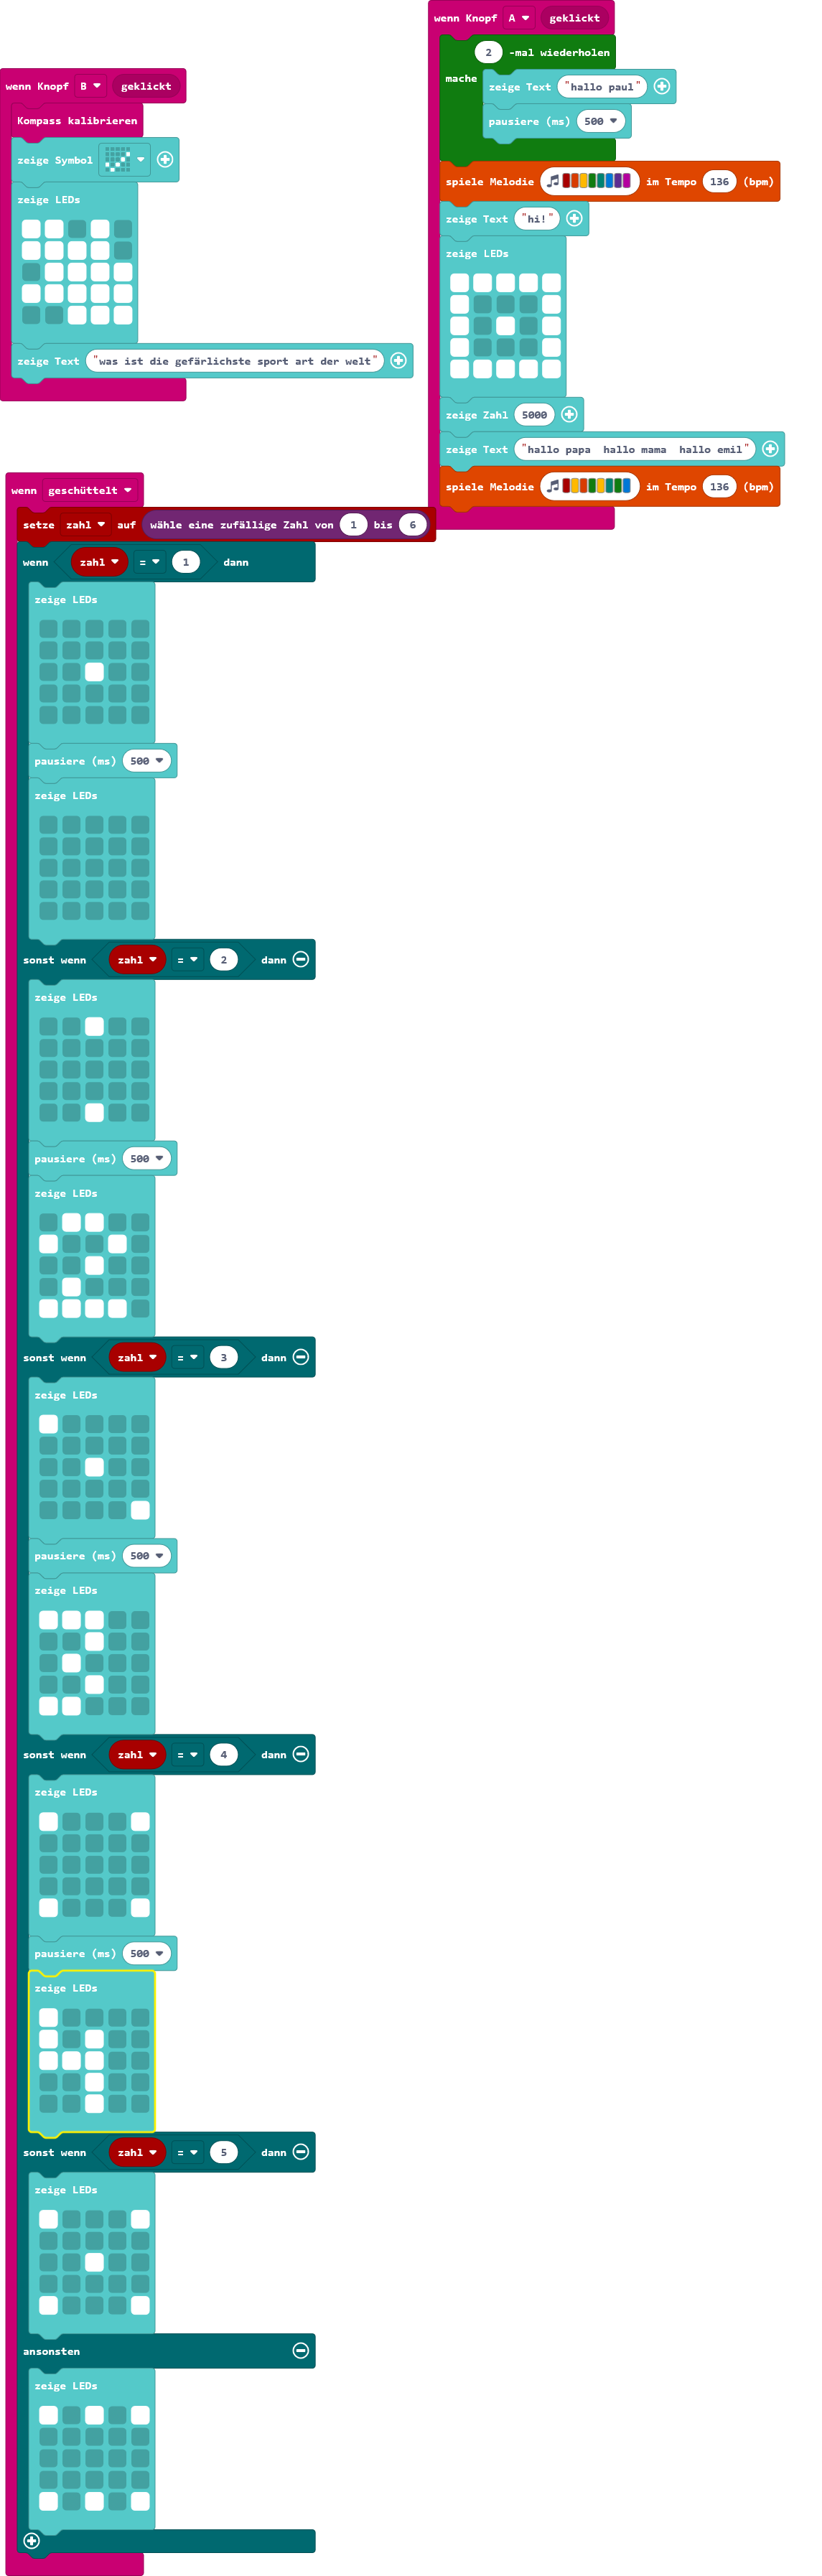 wenn Knopf B geklickt
Kompass kalibrieren
zeige Symbol
zeige LEDs
zeige Text "was ist die gefärlichste sport art der welt"
wenn Knopf A geklickt
2 -mal wiederholen
mache
zeige Text "hallo paul"
pausiere (ms) 500
spiele Melodie im Tempo 136 (bpm)
zeige Text "hi!"
zeige LEDs
zeige Zahl 5000
zeige Text "hallo papa  hallo mama  hallo emil"
spiele Melodie im Tempo 136 (bpm)
wenn geschüttelt
setze zahl auf wähle eine zufällige Zahl von 1 bis 6
wenn zahl = 1 dann
zeige LEDs
pausiere (ms) 500
zeige LEDs
sonst wenn zahl = 2 dann
zeige LEDs
pausiere (ms) 500
zeige LEDs
sonst wenn zahl = 3 dann
zeige LEDs
pausiere (ms) 500
zeige LEDs
sonst wenn zahl = 4 dann
zeige LEDs
pausiere (ms) 500
zeige LEDs
sonst wenn zahl = 5 dann
zeige LEDs
ansonsten
zeige LEDs